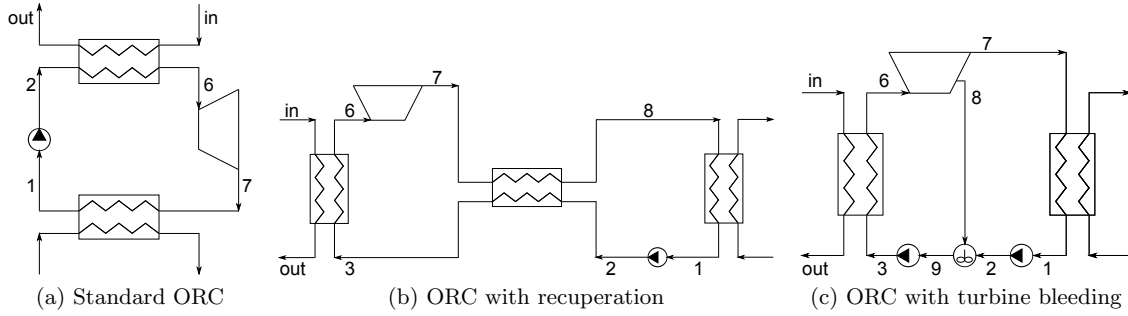 out
in
2
6
1
7
(a) Standard ORC
in
6
7
8
out
3
2
1
(b) ORC with recuperation
in
6
7
8
out
3
9
2
1
(c) ORC with turbine bleeding